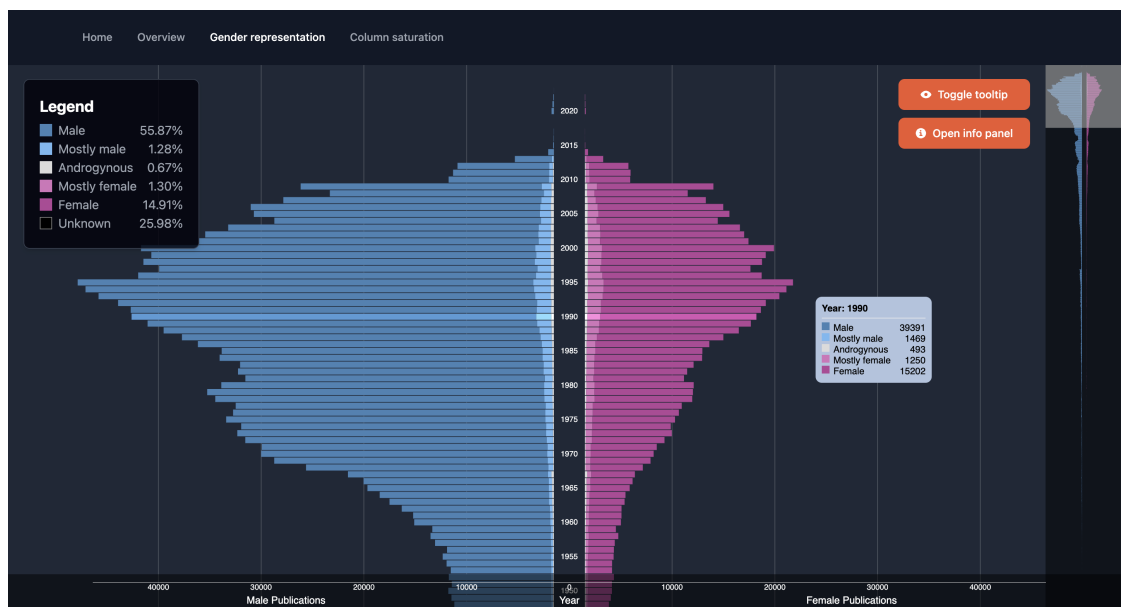 Home Overview Gender representation Column saturation
Legend
Male 55.87%
Mostly male 1.28%
Androgynous 0.67%
Mostly female 1.30%
Female 14.91%
Unknown 25.98%
Toggle tooltip
Open info panel
2020
2015
2010
2005
2000
1995
1990
1985
1980
1975
1970
1965
1960
1955
1950
Year: 1990
Male 39391
Mostly male 1469
Androgynous 493
Mostly female 1250
Female 15202
40000 30000 20000 10000 0 10000 20000 30000 40000
Male Publications Year Female Publications